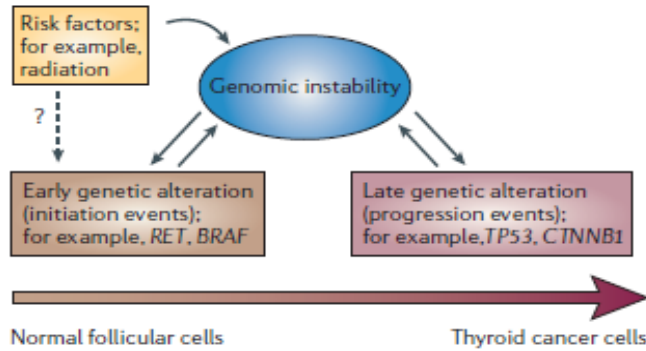 Risk factors;
for example,
radiation
Genomic instability
?
Early genetic alteration
(initiation events);
for example, RET, BRAF
Late genetic alteration
(progression events);
for example,TP53, CTNNB1
Normal follicular cells
Thyroid cancer cells